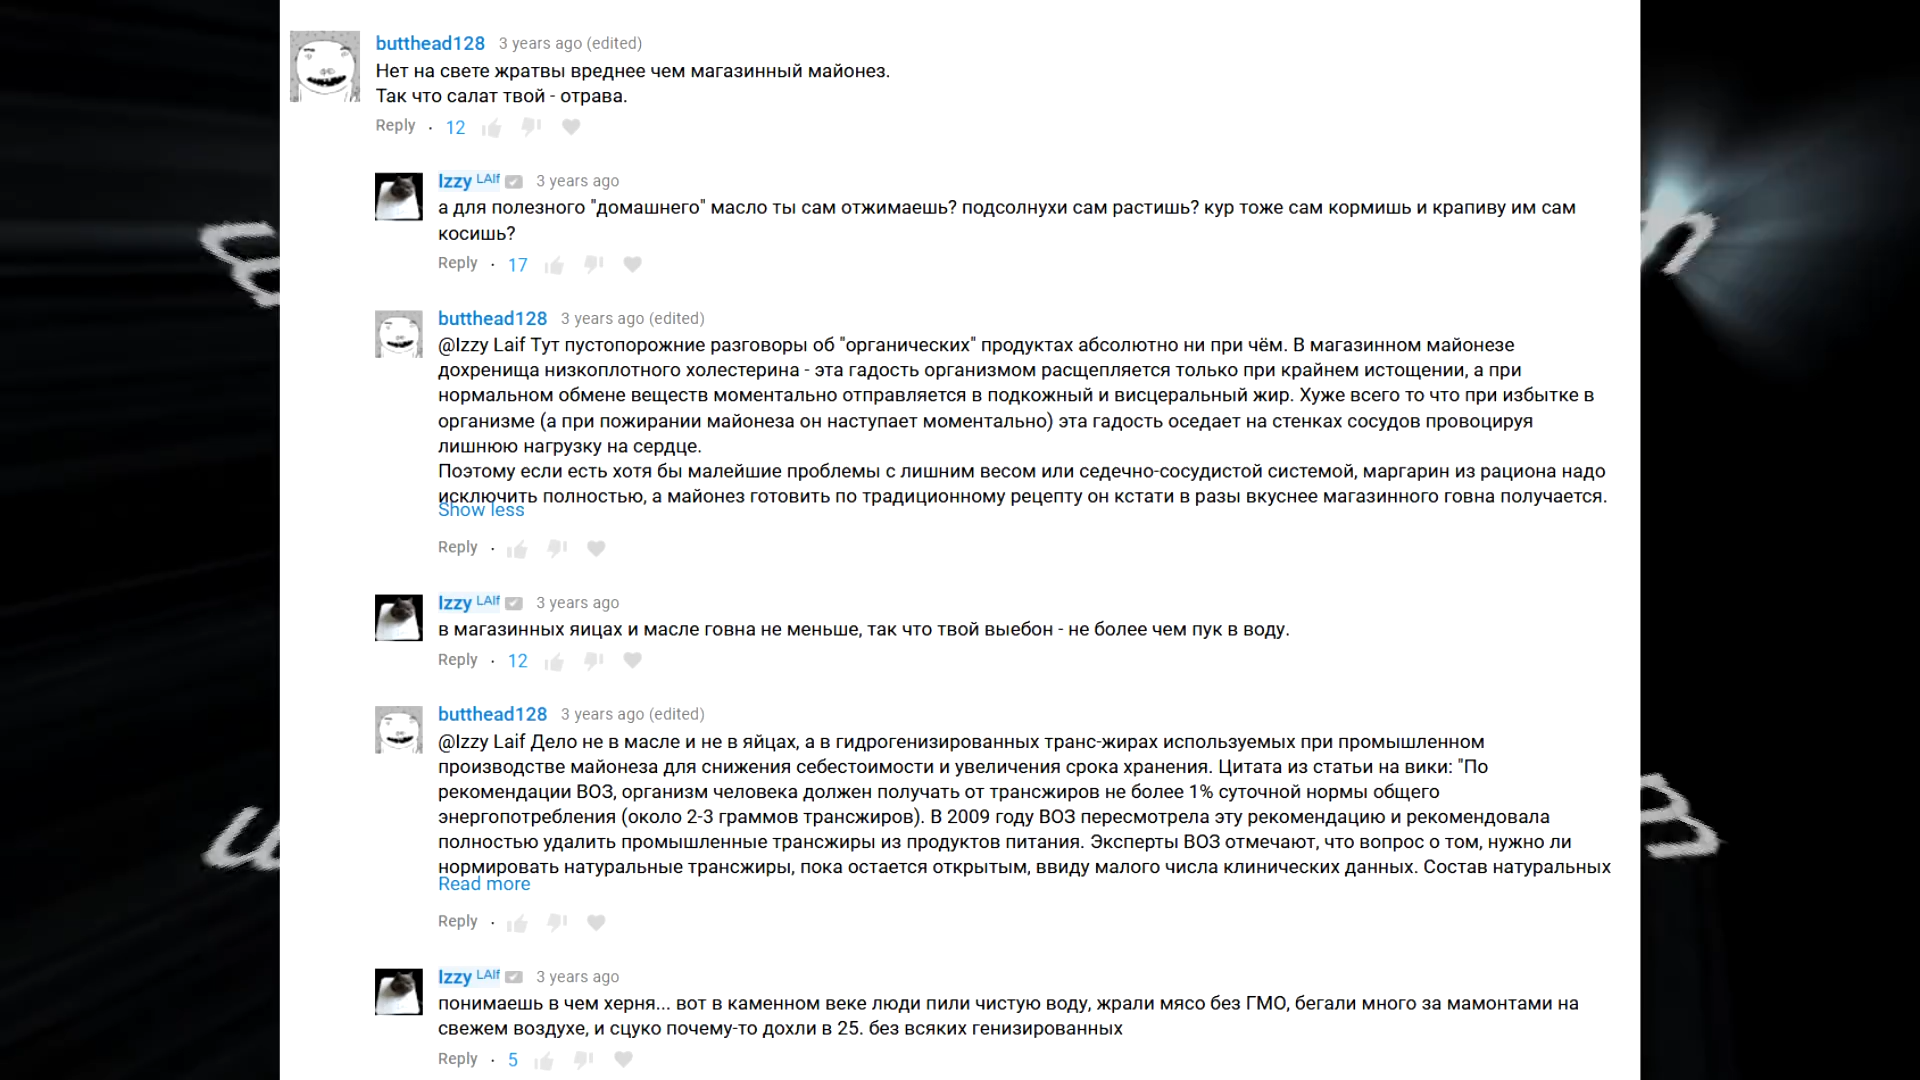 butthead128 3 years ago (edited)
Нет на свете жратвы вреднее чем магазинный майонез.
Так что салат твой - отрава.
Reply · 12
Izzy LAIf 3 years ago
а для полезного "домашнего" масло ты сам отжимаешь? подсолнухи сам растишь? кур тоже сам кормишь и крапиву им сам
косишь?
Reply · 17
butthead128 3 years ago (edited)
@Izzy Laif Тут пустопорожние разговоры об "органических" продуктах абсолютно ни при чём. В магазинном майонезе
дохренища низкоплотного холестерина - эта гадость организмом расщепляется только при крайнем истощении, а при
нормальном обмене веществ моментально отправляется в подкожный и висцеральный жир. Хуже всего то что при избытке в
организме (а при пожирании майонеза он наступает моментально) эта гадость оседает на стенках сосудов провоцируя
лишнюю нагрузку на сердце.
Поэтому если есть хотя бы малейшие проблемы с лишним весом или седечно-сосудистой системой, маргарин из рациона надо
исключить полностью, а майонез готовить по традиционному рецепту он кстати в разы вкуснее магазинного говна получается.
Show less
Reply ·
Izzy LAIf 3 years ago
в магазинных яицах и масле говна не меньше, так что твой выебон - не более чем пук в воду.
Reply · 12
butthead128 3 years ago (edited)
@Izzy Laif Дело не в масле и не в яйцах, а в гидрогенизированных транс-жирах используемых при промышленном
производстве майонеза для снижения себестоимости и увеличения срока хранения. Цитата из статьи на вики: "По
рекомендации ВОЗ, организм человека должен получать от трансжиров не более 1% суточной нормы общего
энергопотребления (около 2-3 граммов трансжиров). В 2009 году ВОЗ пересмотрела эту рекомендацию и рекомендовала
полностью удалить промышленные трансжиры из продуктов питания. Эксперты ВОЗ отмечают, что вопрос о том, нужно ли
нормировать натуральные трансжиры, пока остается открытым, ввиду малого числа клинических данных. Состав натуральных
Read more
Reply ·
Izzy LAIf 3 years ago
понимаешь в чем херня... вот в каменном веке люди пили чистую воду, жрали мясо без ГМО, бегали много за мамонтами на
свежем воздухе, и сцуко почему-то дохли в 25. без всяких генизированных
Reply · 5